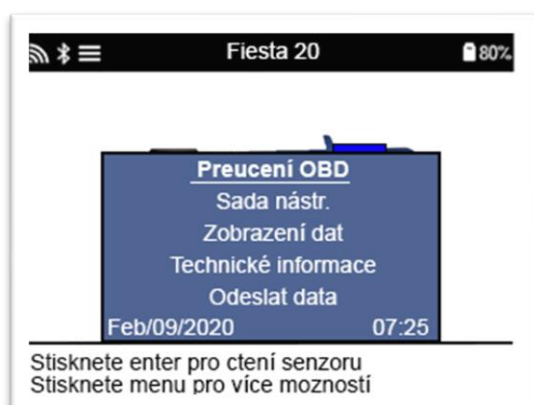 Fiesta 20 80%
Preucení OBD
Sada nástr.
Zobrazení dat
Technické informace
Odeslat data
Feb/09/2020 07:25
Stisknete enter pro ctení senzoru
Stisknete menu pro více mozností